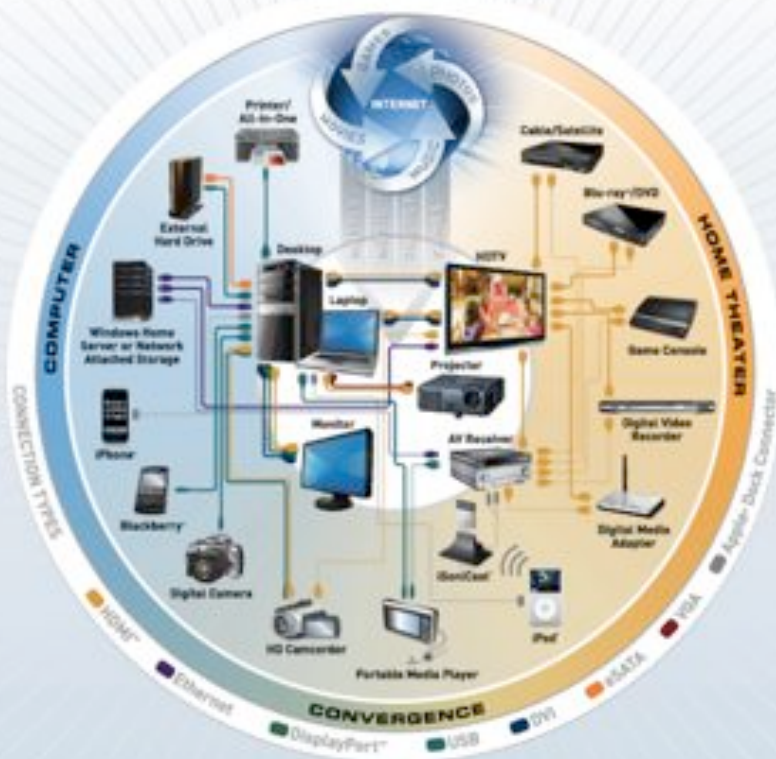 GAMES
PHOTOS
INTERNET
MOVIES
MUSIC
Printer/
All-In-One
Cable/Satellite
External
Hard Drive
Blu-ray™/DVD
Desktop
HDTV
Laptop
Windows Home
Server or Network
Attached Storage
Game Console
Projector
Digital Video
Recorder
iPhone
Monitor
AV Receiver
Blackberry
Digital Media
Adapter
Digital Camera
iSoniCast
iPod
HD Camcorder
Portable Media Player
COMPUTER
HOME THEATER
CONVERGENCE
CONNECTION TYPES
HDMI™
Ethernet
DisplayPort™
USB
DVI
eSATA
VGA
Apple® Dock Connector